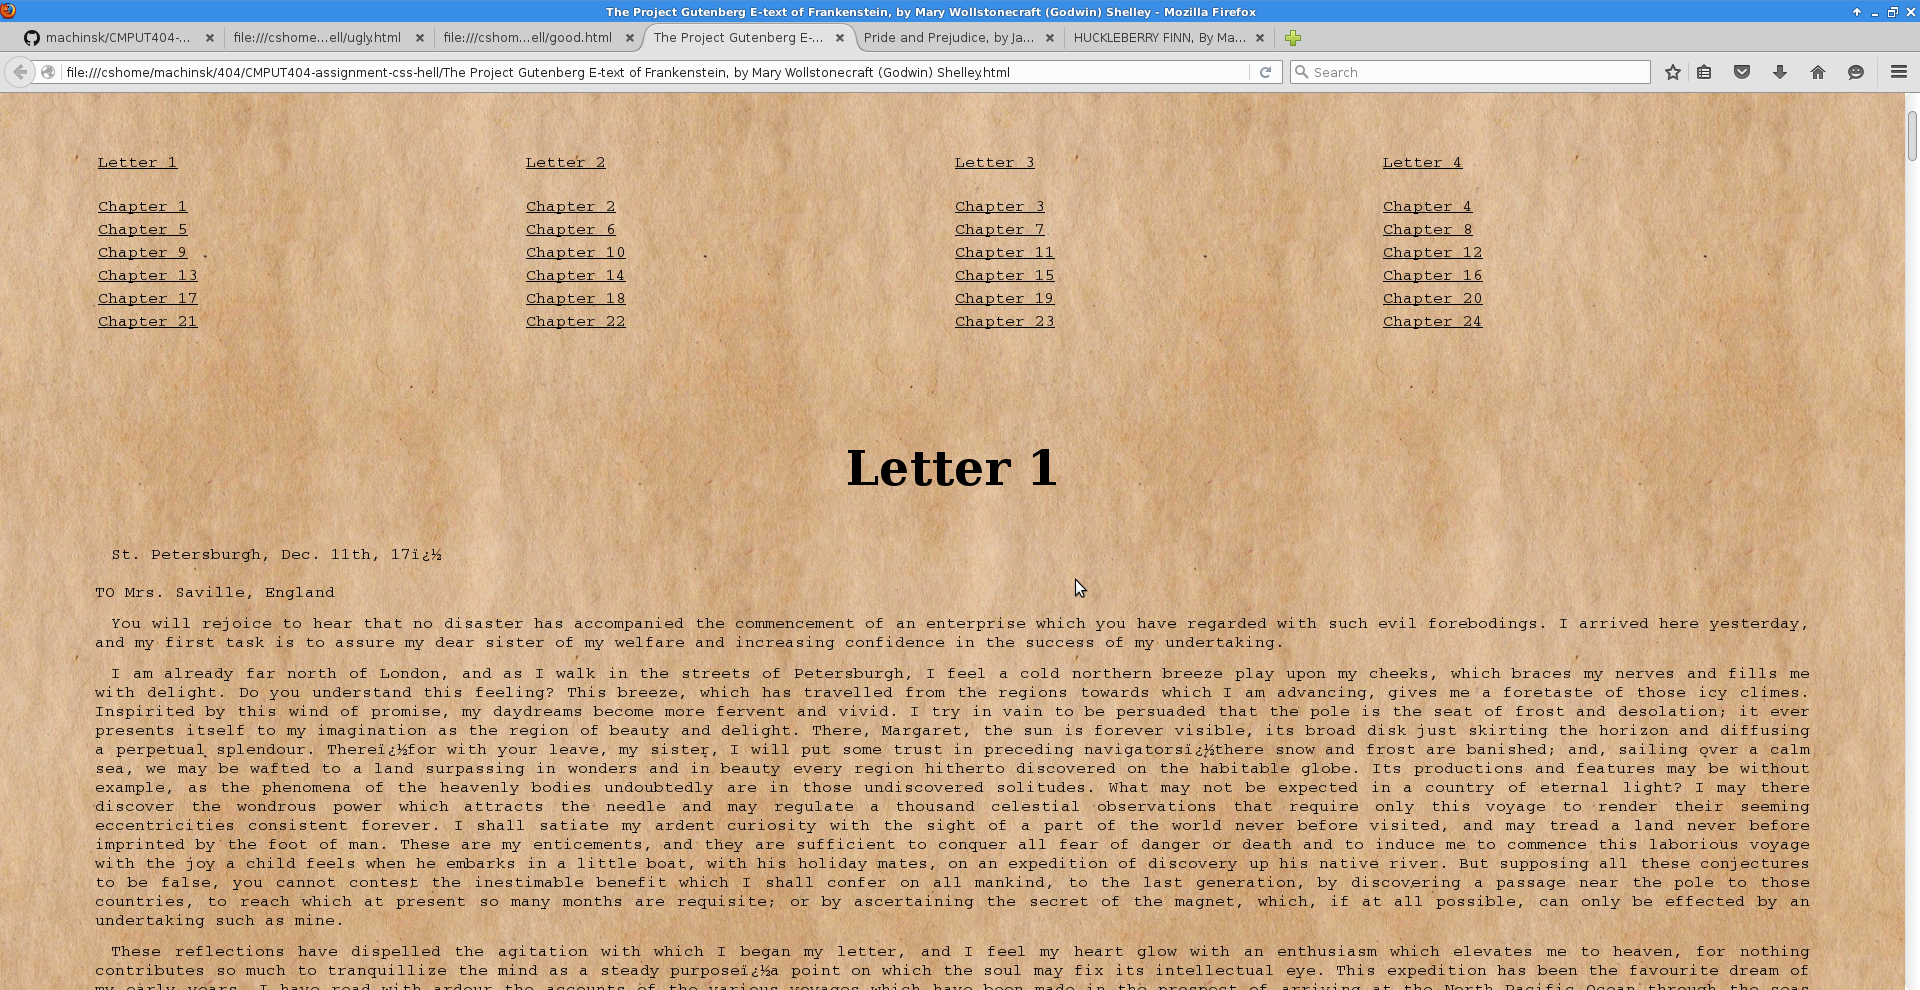 The Project Gutenberg E-text of Frankenstein, by Mary Wollstonecraft (Godwin) Shelley - Mozilla Firefox
machinsk/CMPUT404-... file:///cshome...ell/ugly.html file:///cshom...ell/good.html The Project Gutenberg E-... Pride and Prejudice, by Ja... HUCKLEBERRY FINN, By Ma...
file:///cshome/machinsk/404/CMPUT404-assignment-css-hell/The Project Gutenberg E-text of Frankenstein, by Mary Wollstonecraft (Godwin) Shelley.html Search
Letter 1 Letter 2 Letter 3 Letter 4
Chapter 1 Chapter 2 Chapter 3 Chapter 4
Chapter 5 Chapter 6 Chapter 7 Chapter 8
Chapter 9 Chapter 10 Chapter 11 Chapter 12
Chapter 13 Chapter 14 Chapter 15 Chapter 16
Chapter 17 Chapter 18 Chapter 19 Chapter 20
Chapter 21 Chapter 22 Chapter 23 Chapter 24
Letter 1
St. Petersburgh, Dec. 11th, 17ï¿½
TO Mrs. Saville, England
You will rejoice to hear that no disaster has accompanied the commencement of an enterprise which you have regarded with such evil forebodings. I arrived here yesterday,
and my first task is to assure my dear sister of my welfare and increasing confidence in the success of my undertaking.
I am already far north of London, and as I walk in the streets of Petersburgh, I feel a cold northern breeze play upon my cheeks, which braces my nerves and fills me
with delight. Do you understand this feeling? This breeze, which has travelled from the regions towards which I am advancing, gives me a foretaste of those icy climes.
Inspirited by this wind of promise, my daydreams become more fervent and vivid. I try in vain to be persuaded that the pole is the seat of frost and desolation; it ever
presents itself to my imagination as the region of beauty and delight. There, Margaret, the sun is forever visible, its broad disk just skirting the horizon and diffusing
a perpetual splendour. Thereï¿½for with your leave, my sister, I will put some trust in preceding navigatorsï¿½there snow and frost are banished; and, sailing over a calm
sea, we may be wafted to a land surpassing in wonders and in beauty every region hitherto discovered on the habitable globe. Its productions and features may be without
example, as the phenomena of the heavenly bodies undoubtedly are in those undiscovered solitudes. What may not be expected in a country of eternal light? I may there
discover the wondrous power which attracts the needle and may regulate a thousand celestial observations that require only this voyage to render their seeming
eccentricities consistent forever. I shall satiate my ardent curiosity with the sight of a part of the world never before visited, and may tread a land never before
imprinted by the foot of man. These are my enticements, and they are sufficient to conquer all fear of danger or death and to induce me to commence this laborious voyage
with the joy a child feels when he embarks in a little boat, with his holiday mates, on an expedition of discovery up his native river. But supposing all these conjectures
to be false, you cannot contest the inestimable benefit which I shall confer on all mankind, to the last generation, by discovering a passage near the pole to those
countries, to reach which at present so many months are requisite; or by ascertaining the secret of the magnet, which, if at all possible, can only be effected by an
undertaking such as mine.
These reflections have dispelled the agitation with which I began my letter, and I feel my heart glow with an enthusiasm which elevates me to heaven, for nothing
contributes so much to tranquillize the mind as a steady purposeï¿½a point on which the soul may fix its intellectual eye. This expedition has been the favourite dream of
my early years. I have read with ardour the accounts of the various voyages which have been made in the prospect of arriving at the North Pacific Ocean through the seas